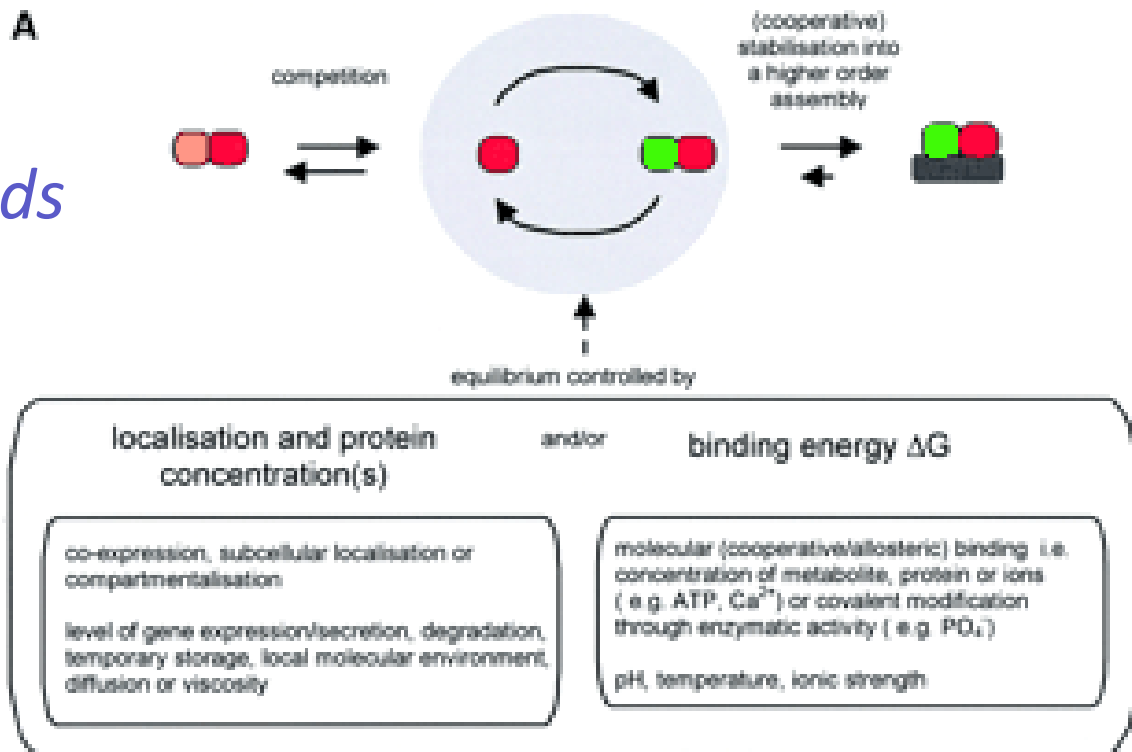 A
(cooperative)
stabilisation into
a higher order
assembly
competition
ds
equilibrium controlled by
localisation and protein
concentration(s)
and/or
binding energy ΔG
co-expression, subcellular localisation or
compartmentalisation
level of gene expression/secretion, degradation,
temporary storage, local molecular environment,
diffusion or viscosity
molecular (cooperative/allosteric) binding i.e.
concentration of metabolite, protein or ions
( e.g. ATP, Ca²⁺) or covalent modification
through enzymatic activity ( e.g. PO₄⁻)
pH, temperature, ionic strength